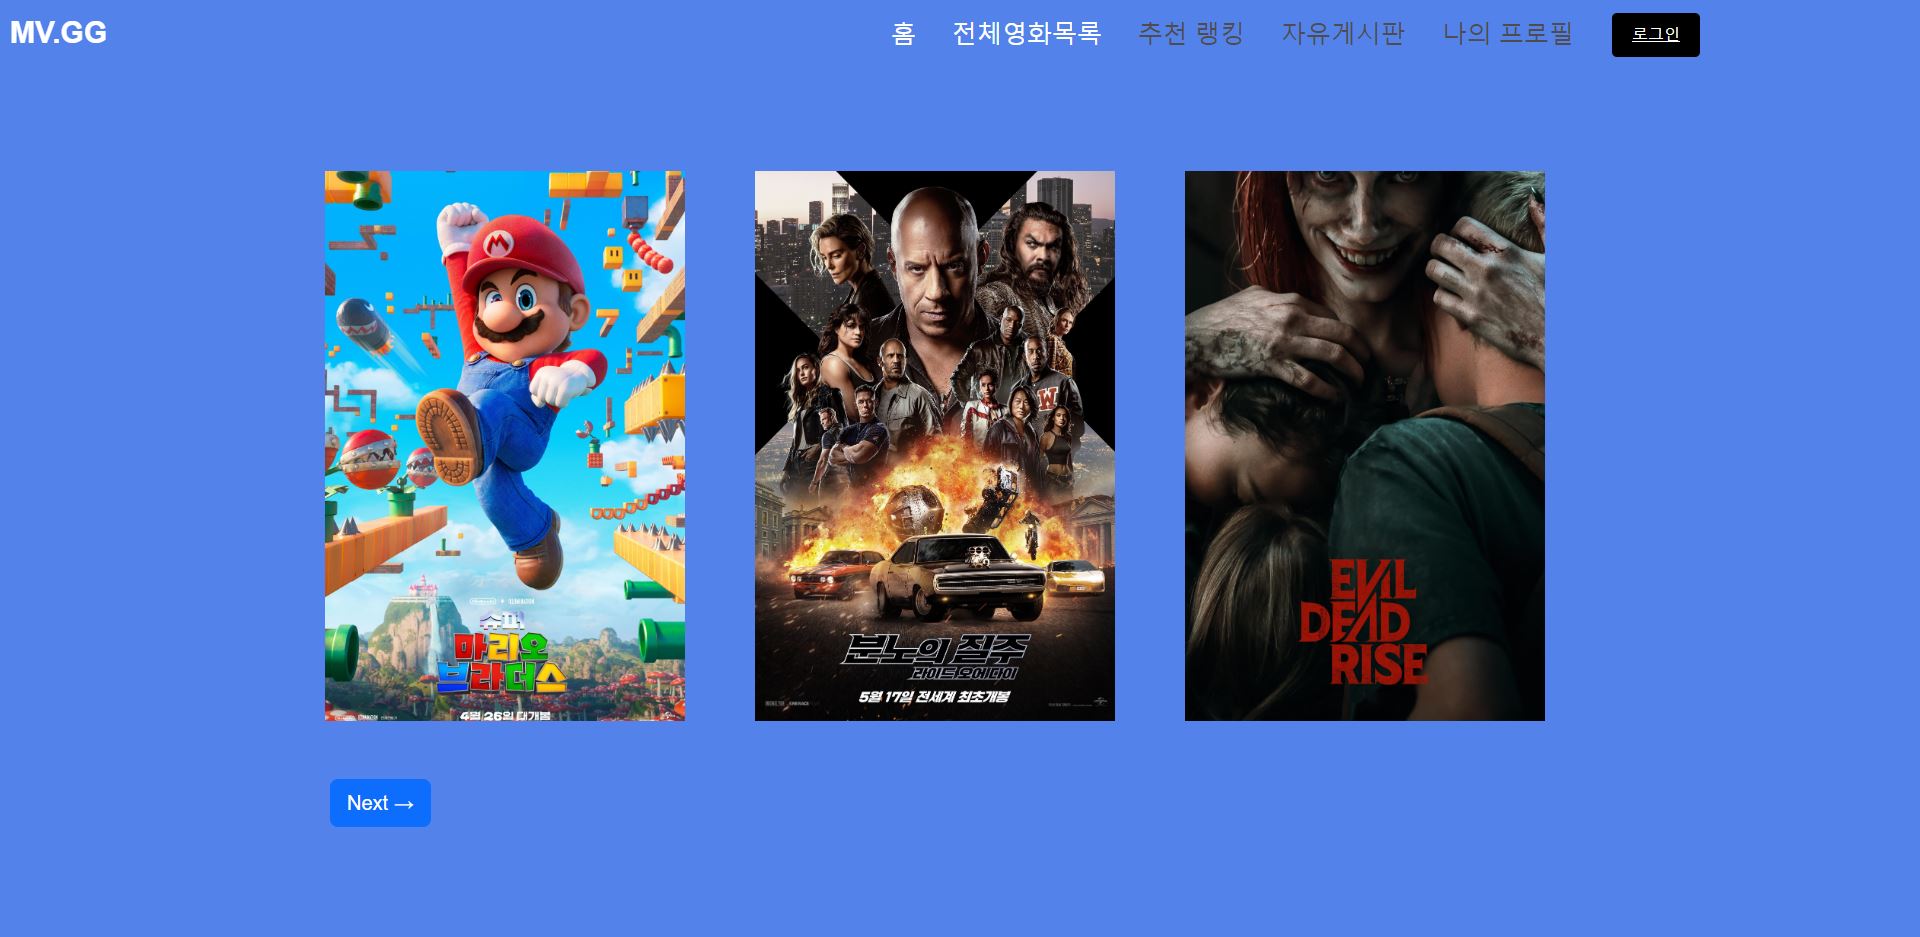 MV.GG
홈 전체영화목록 추천 랭킹 자유게시판 나의 프로필 로그인
슈퍼
마리오
브라더스
4월 26일 대개봉
분노의 질주
라이드 오어 다이
5월 17일 전세계 최초개봉
EVIL
DEAD
RISE
Next →